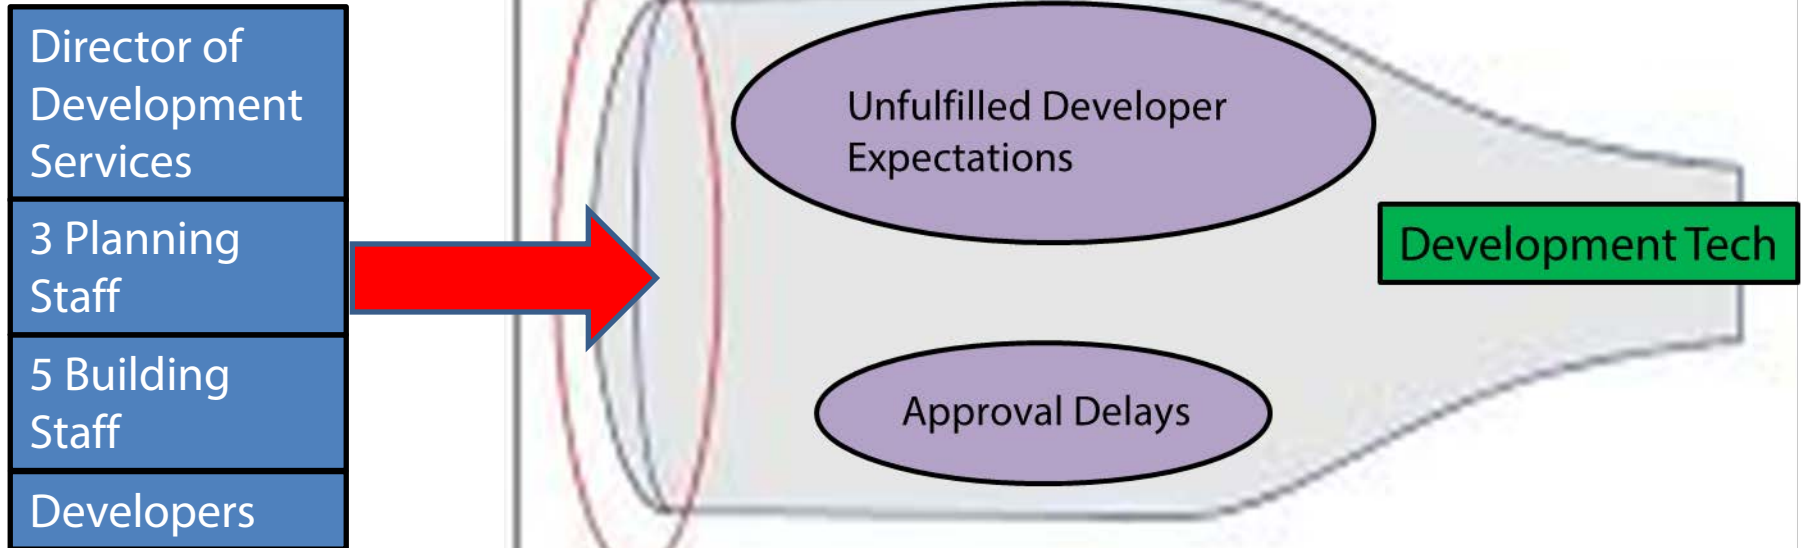 Director of
Development
Services
3 Planning
Staff
5 Building
Staff
Developers
Unfulfilled Developer
Expectations
Approval Delays
Development Tech